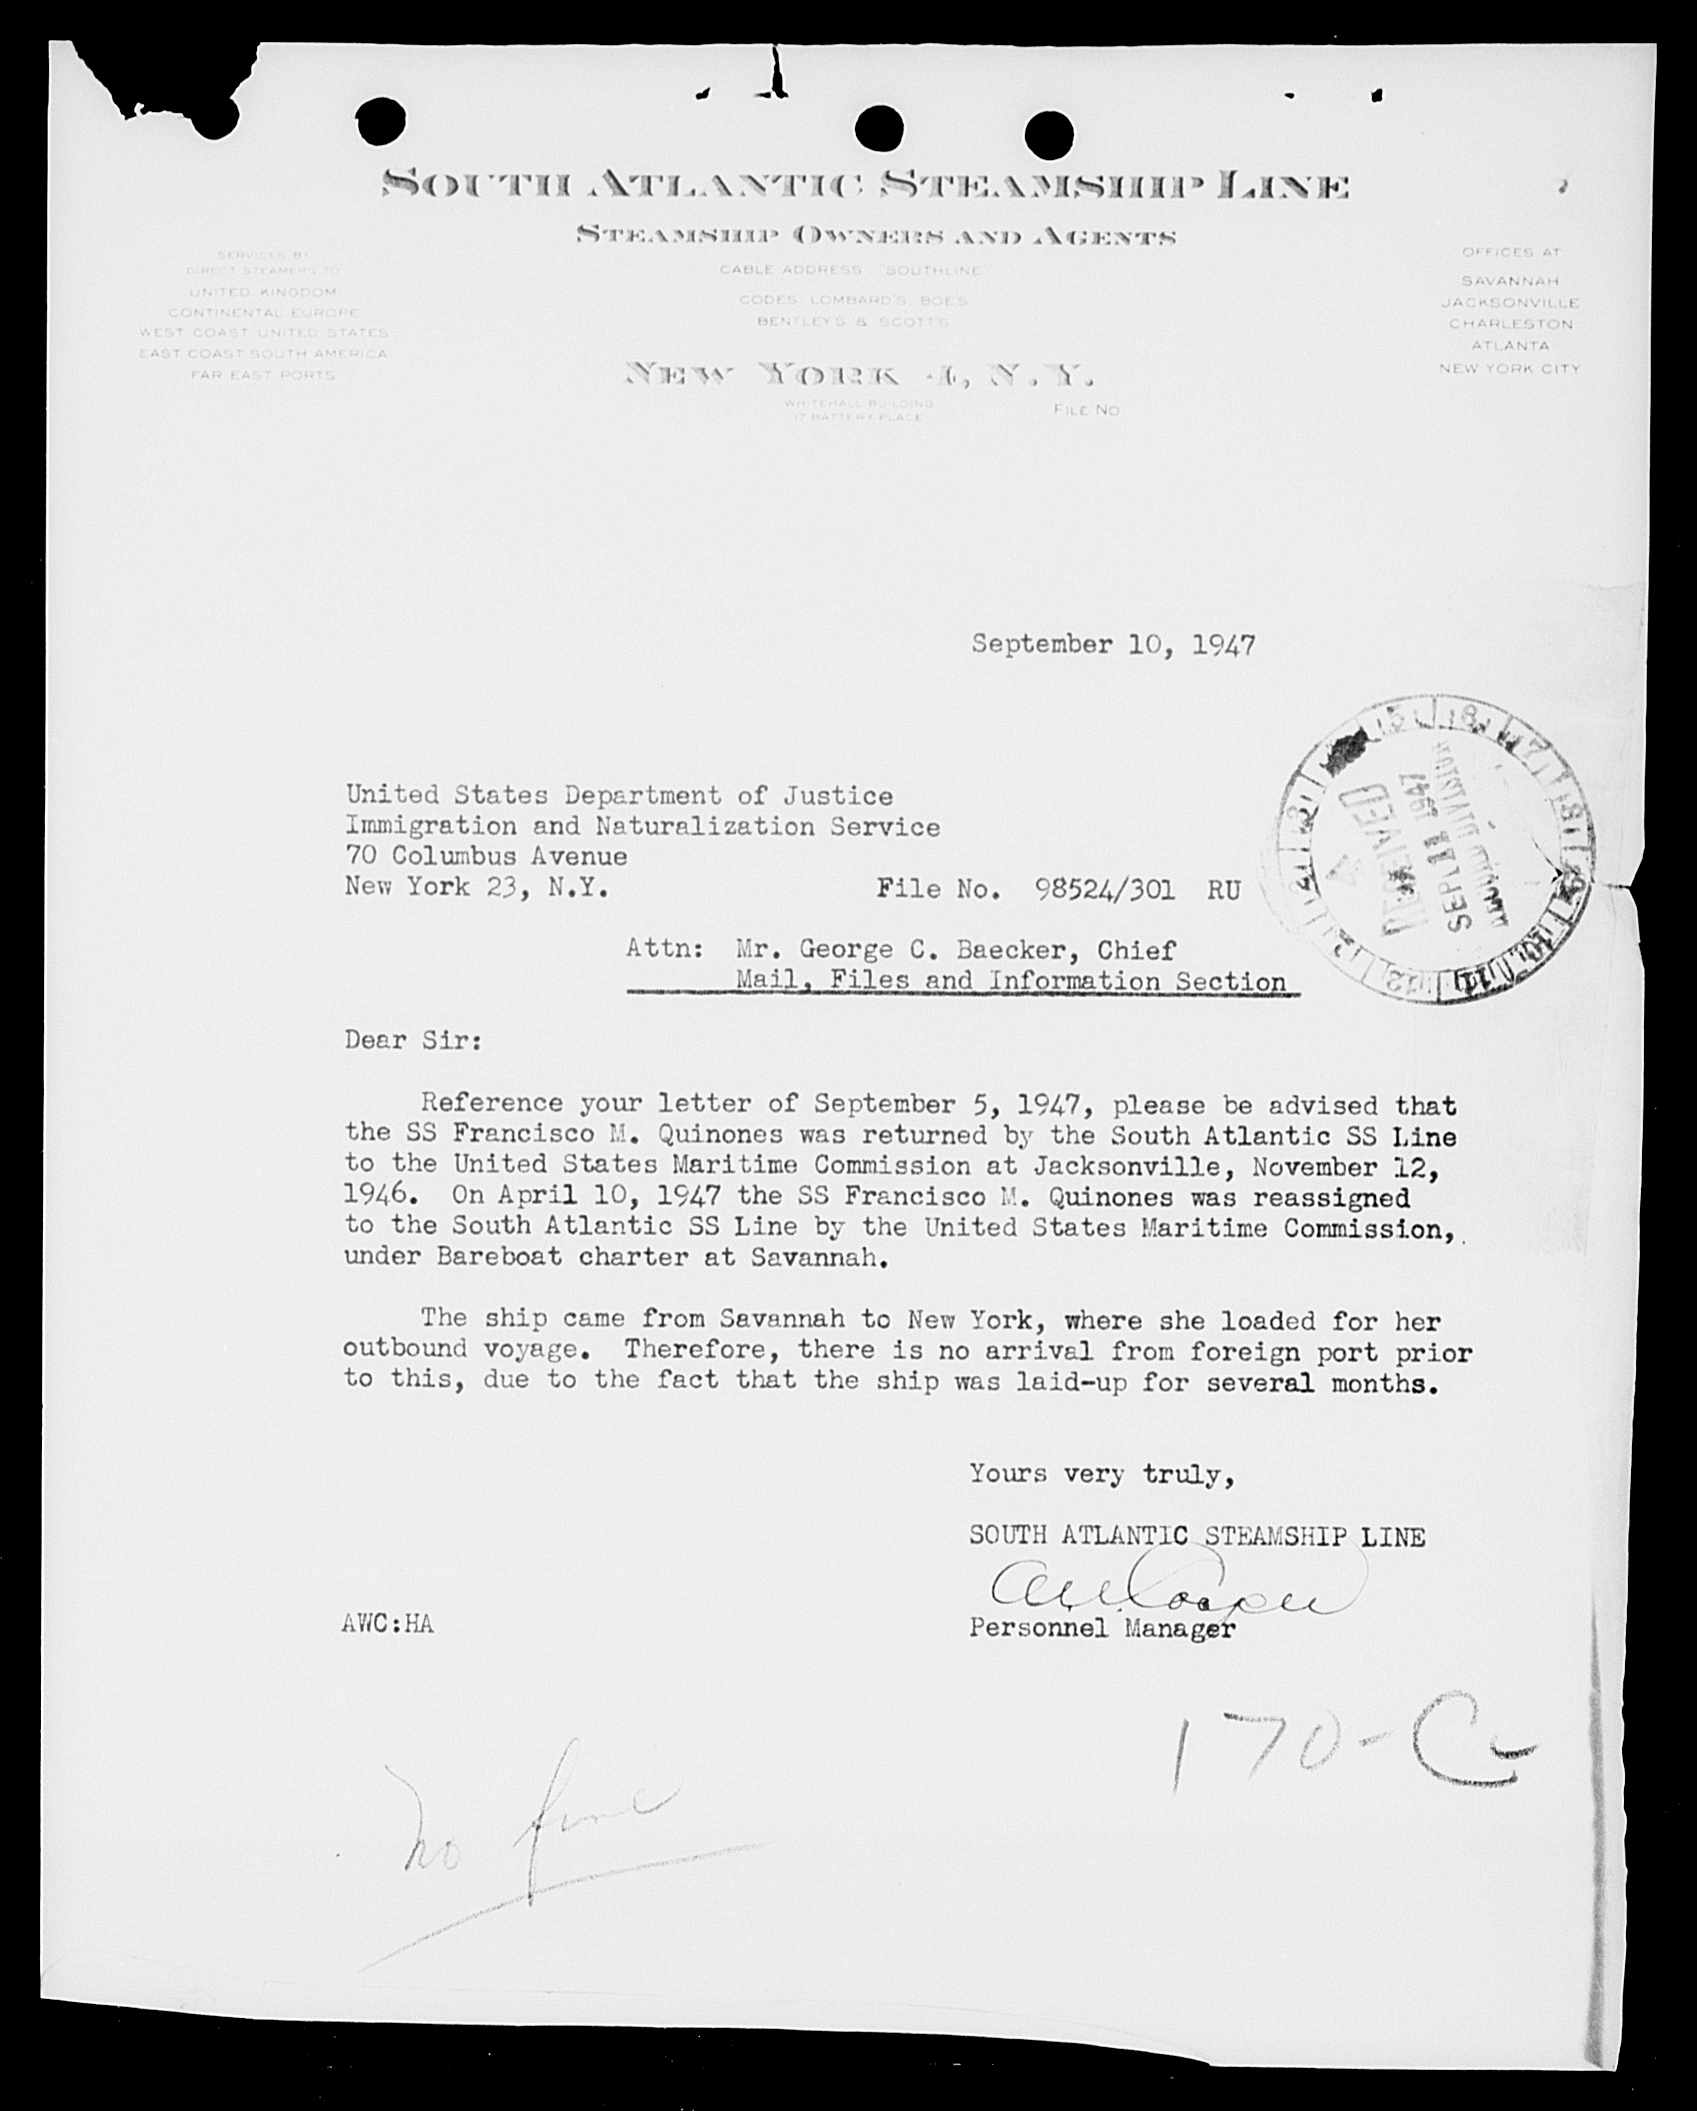 SOUTH ATLANTIC STEAMSHIP LINE
STEAMSHIP OWNERS AND AGENTS
SERVICES BY
DIRECT STEAMERS TO
UNITED KINGDOM
CONTINENTAL EUROPE
WEST COAST UNITED STATES
EAST COAST SOUTH AMERICA
FAR EAST PORTS
CABLE ADDRESS "SOUTHLINE"
CODES: LOMBARD'S, BOE'S
BENTLEY'S & SCOTT'S
OFFICES AT
SAVANNAH
JACKSONVILLE
CHARLESTON
ATLANTA
NEW YORK CITY
NEW YORK 4, N.Y.
WHITEHALL BUILDING
17 BATTERY PLACE
FILE NO
September 10, 1947
RECEIVED
SEP 11 1947
United States Department of Justice
Immigration and Naturalization Service
70 Columbus Avenue
New York 23, N.Y. File No. 98524/301 RU
Attn: Mr. George C. Baecker, Chief
Mail, Files and Information Section
Dear Sir:
Reference your letter of September 5, 1947, please be advised that
the SS Francisco M. Quinones was returned by the South Atlantic SS Line
to the United States Maritime Commission at Jacksonville, November 12,
1946. On April 10, 1947 the SS Francisco M. Quinones was reassigned
to the South Atlantic SS Line by the United States Maritime Commission,
under Bareboat charter at Savannah.
The ship came from Savannah to New York, where she loaded for her
outbound voyage. Therefore, there is no arrival from foreign port prior
to this, due to the fact that the ship was laid-up for several months.
Yours very truly,
SOUTH ATLANTIC STEAMSHIP LINE
AWCooper
AWC:HA Personnel Manager
170-C
No fine